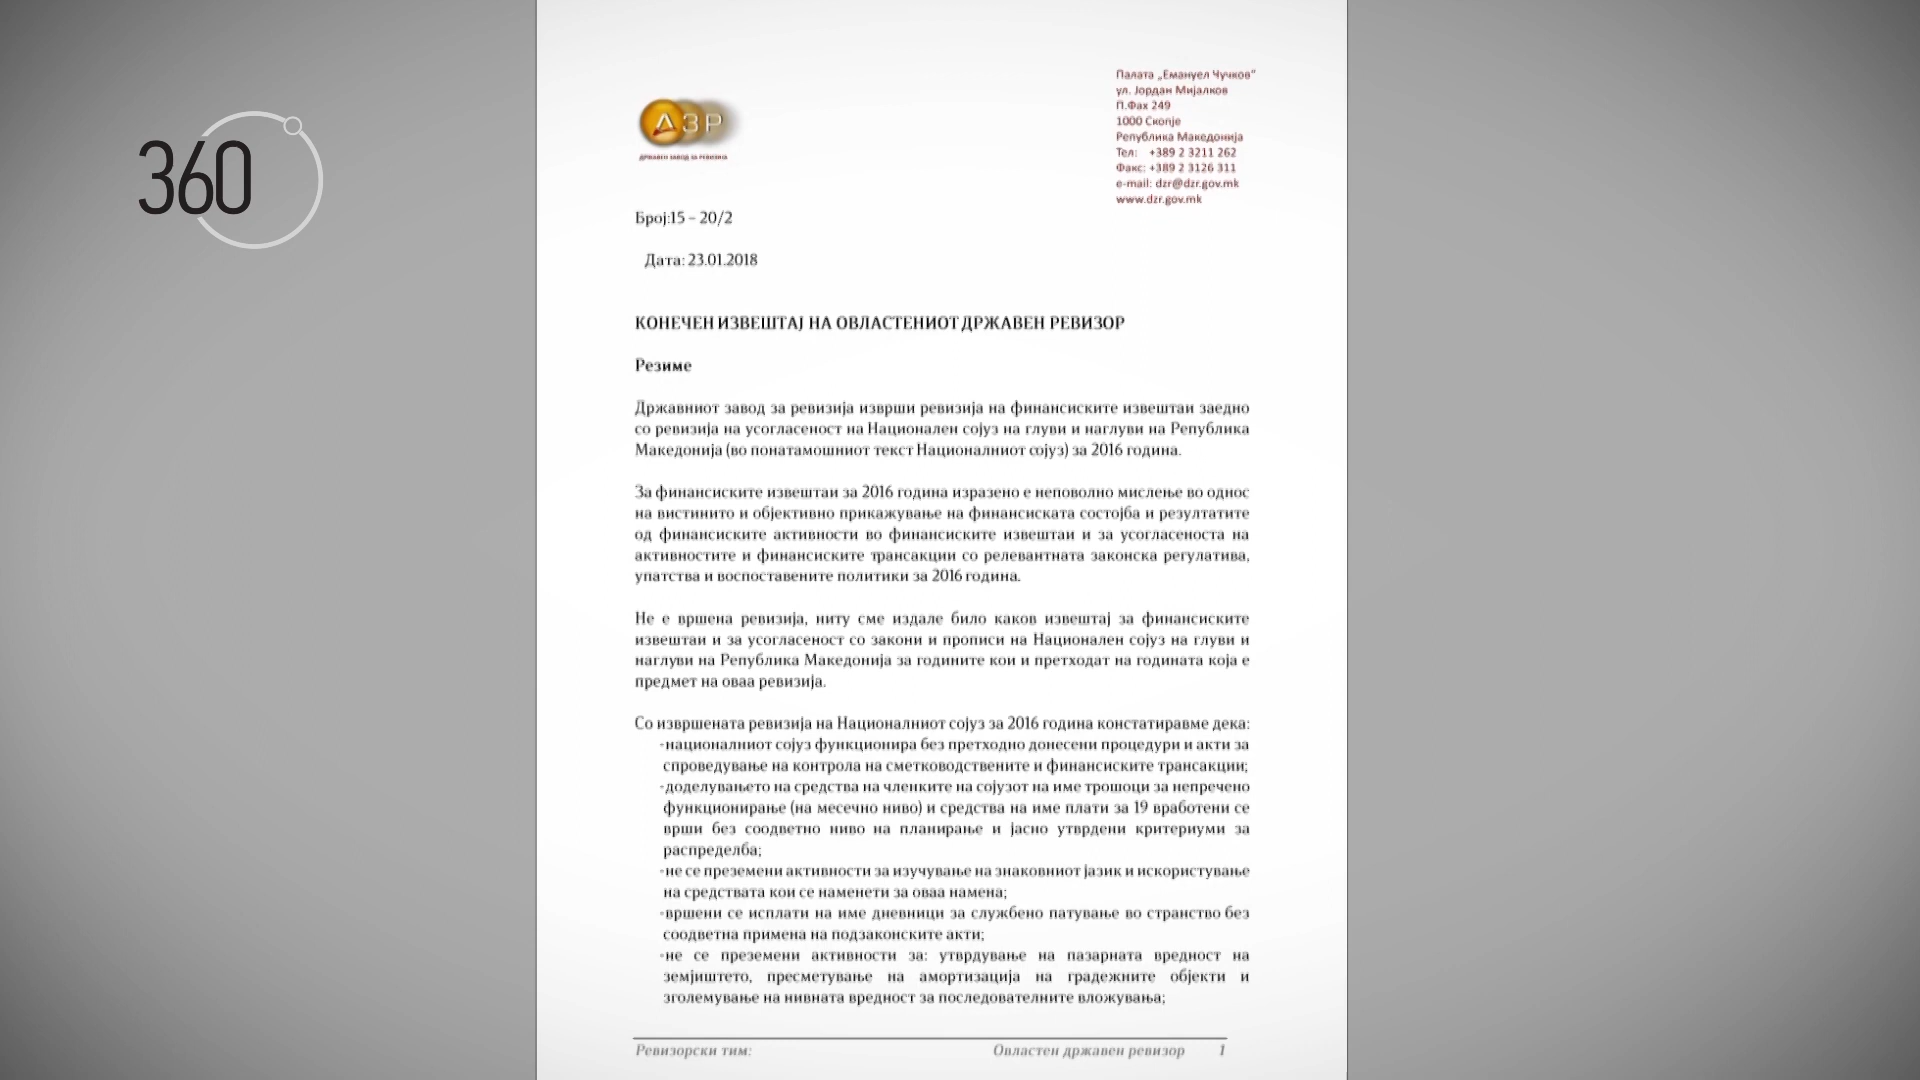 360
Палата „Емануел Чучков“
ул. Јордан Мијалков
П.Фах 249
1000 Скопје
Република Македонија
Тел: +389 2 3211 262
Факс: +389 2 3126 311
e-mail: dzr@dzr.gov.mk
www.dzr.gov.mk
ДЗР
ДРЖАВЕН ЗАВОД ЗА РЕВИЗИЈА
Број:15 – 20/2
Дата: 23.01.2018
КОНЕЧЕН ИЗВЕШТАЈ НА ОВЛАСТЕНИОТ ДРЖАВЕН РЕВИЗОР
Резиме
Државниот завод за ревизија изврши ревизија на финансиските извештаи заедно
со ревизија на усогласеност на Национален сојуз на глуви и наглуви на Република
Македонија (во понатамошниот текст Националниот сојуз) за 2016 година.
За финансиските извештаи за 2016 година изразено е неповолно мислење во однос
на вистинито и објективно прикажување на финансиската состојба и резултатите
од финансиските активности во финансиските извештаи и за усогласеноста на
активностите и финансиските трансакции со релевантната законска регулатива,
упатства и воспоставените политики за 2016 година.
Не е вршена ревизија, ниту сме издале било каков извештај за финансиските
извештаи и за усогласеност со закони и прописи на Национален сојуз на глуви и
наглуви на Република Македонија за годините кои и претходат на годината која е
предмет на оваа ревизија.
Со извршената ревизија на Националниот сојуз за 2016 година констатиравме дека:
-националниот сојуз функционира без претходно донесени процедури и акти за
спроведување на контрола на сметководствените и финансиските трансакции;
-доделувањето на средства на членките на сојузот на име трошоци за непречено
функционирање (на месечно ниво) и средства на име плати за 19 вработени се
врши без соодветно ниво на планирање и јасно утврдени критериуми за
распределба;
-не се преземени активности за изучување на знаковниот јазик и искористување
на средствата кои се наменети за оваа намена;
-вршени се исплати на име дневници за службено патување во странство без
соодветна примена на подзаконските акти;
-не се преземени активности за: утврдување на пазарната вредност на
земјиштето, пресметување на амортизација на градежните објекти и
зголемување на нивната вредност за последователните вложувања;
Ревизорски тим: Овластен државен ревизор 1